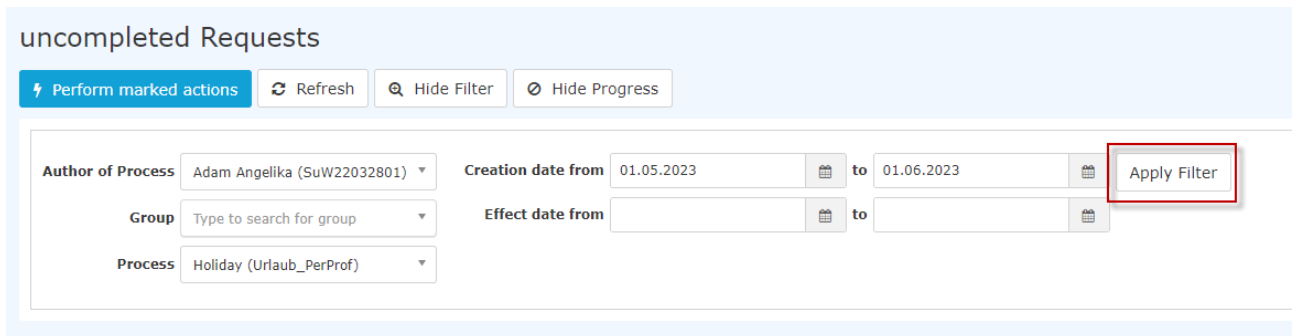 uncompleted Requests
Perform marked actions Refresh Hide Filter Hide Progress
Author of Process Adam Angelika (SuW22032801) Creation date from 01.05.2023 to 01.06.2023 Apply Filter
Group Type to search for group Effect date from to
Process Holiday (Urlaub_PerProf)